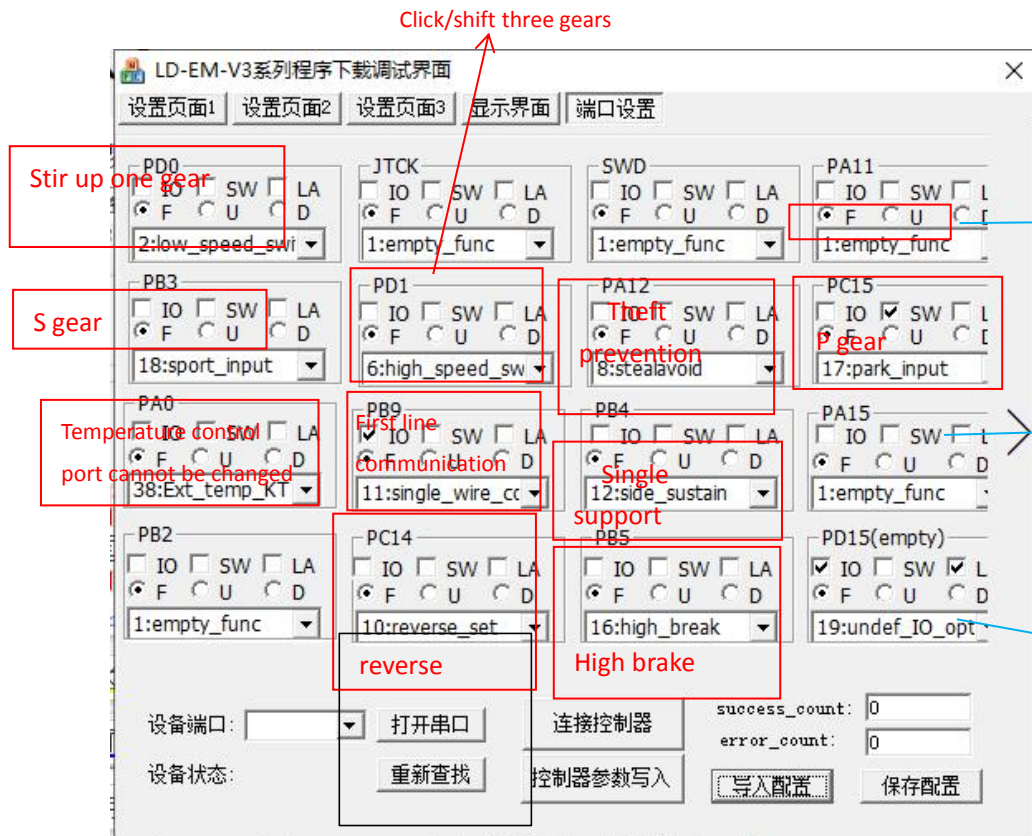 Click/shift three gears
LD-EM-V3系列程序下载调试界面
设置页面1 设置页面2 设置页面3 显示界面 端口设置
PD0 JTCK SWD PA11
Stir up one gear
IO SW LA IO SW LA IO SW LA IO SW L
F U D F U D F U D F U D
2:low_speed_swi 1:empty_func 1:empty_func 1:empty_func
PB3 PD1 PA12 PC15
S gear
IO SW LA IO SW LA Theft IO SW LA IO SW L
F U D F U D F U D F U D
prevention P gear
18:sport_input 6:high_speed_sw 8:stealavoid 17:park_input
PA0 PB9 PB4 PA15
Temperature control First line
IO SW LA IO SW LA IO SW LA IO SW L
port cannot be changed communication Single
F U D F U D F U D F U D
38:Ext_temp_KT 11:single_wire_cc 12:side_sustain 1:empty_func
support
PB2 PC14 PB5 PD15(empty)
IO SW LA IO SW LA IO SW LA IO SW L
F U D F U D F U D F U D
1:empty_func 10:reverse_set 16:high_break 19:undef_IO_opt
reverse High brake
设备端口: 打开串口 连接控制器 success_count: 0
error_count: 0
设备状态: 重新查找 控制器参数写入 导入配置 保存配置